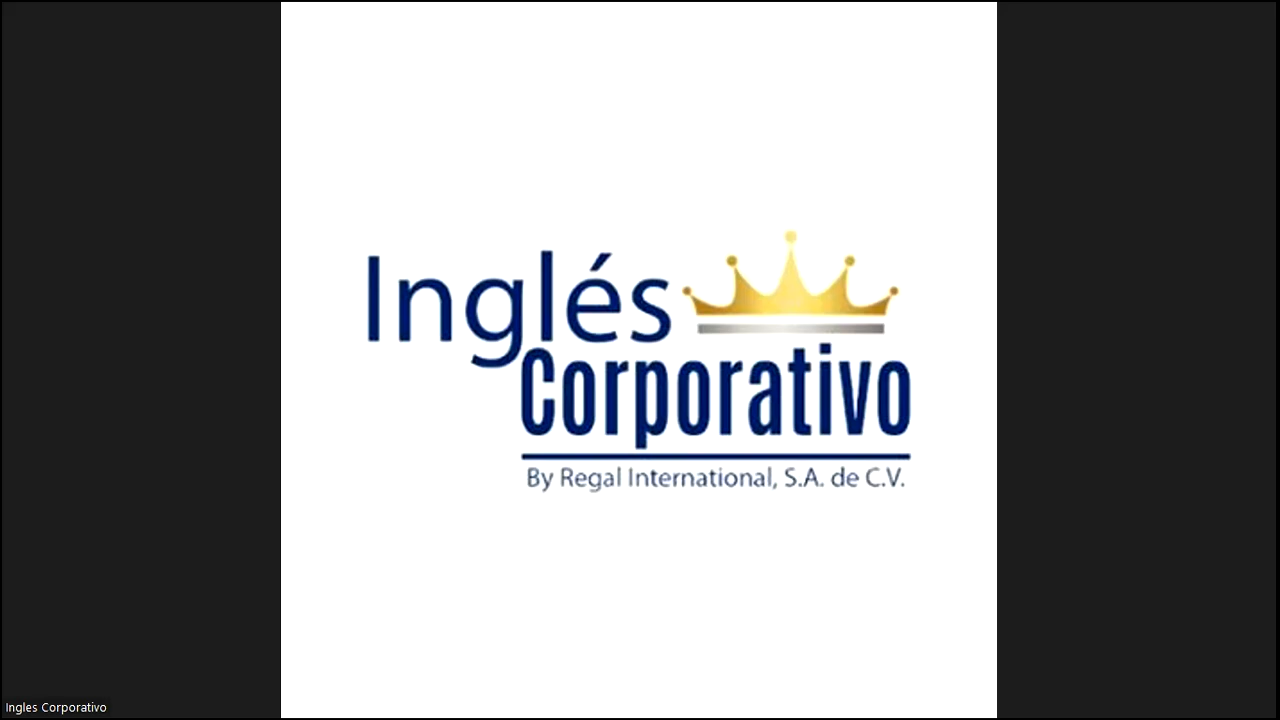 Inglés
Corporativo
By Regal International, S.A. de C.V.
Ingles Corporativo